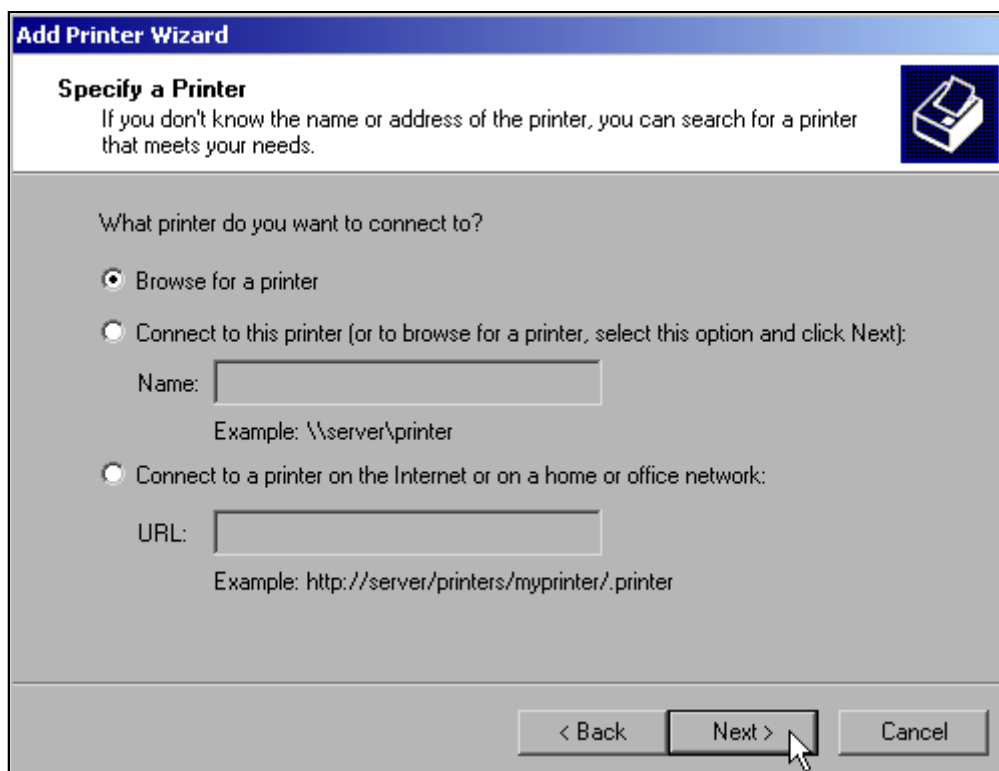 Add Printer Wizard
Specify a Printer
If you don't know the name or address of the printer, you can search for a printer
that meets your needs.
What printer do you want to connect to?
Browse for a printer
Connect to this printer (or to browse for a printer, select this option and click Next):
Name:
Example: \\server\printer
Connect to a printer on the Internet or on a home or office network:
URL:
Example: http://server/printers/myprinter/.printer
< Back Next > Cancel